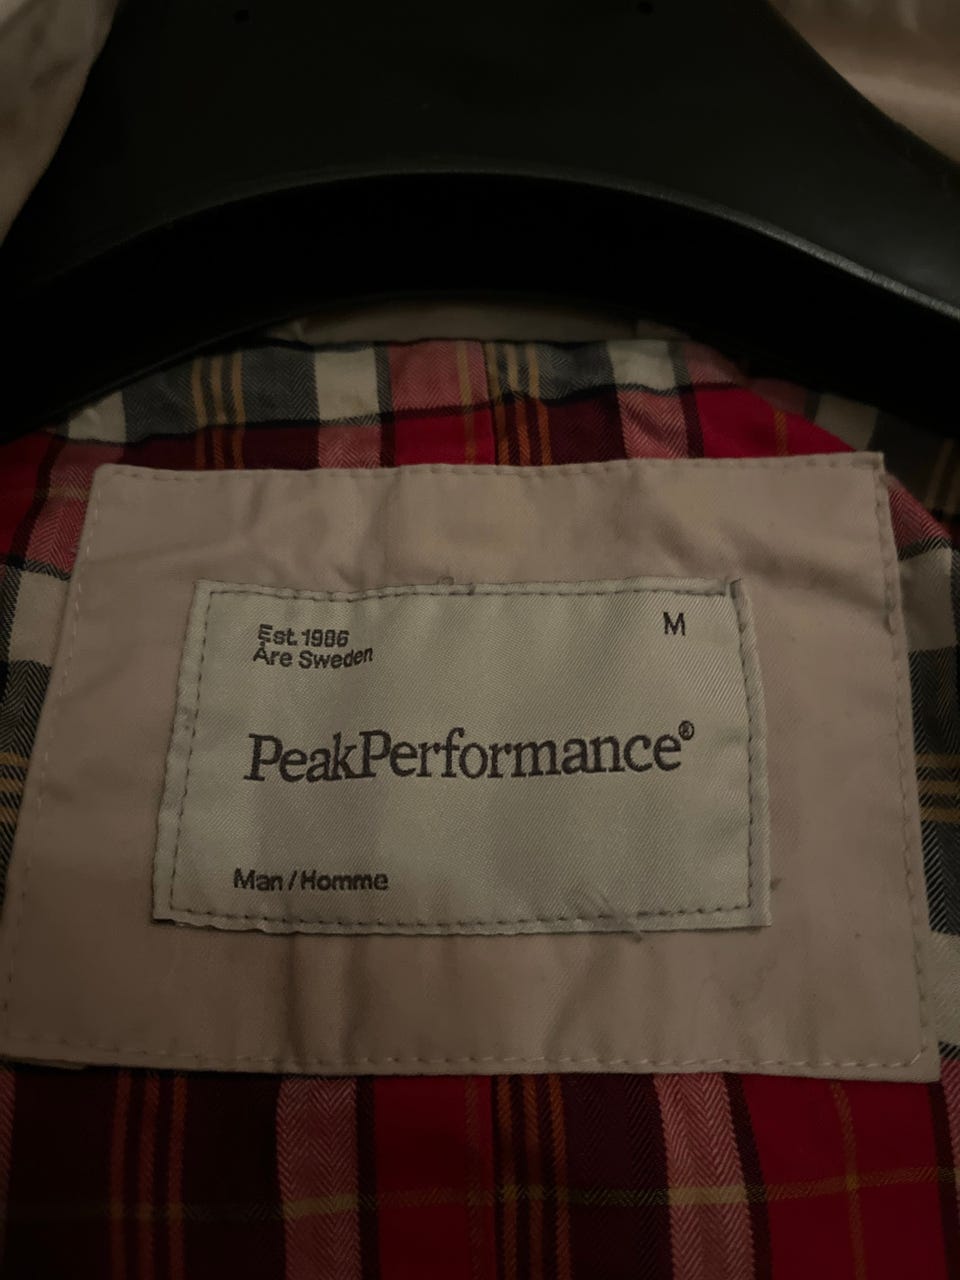 Est. 1986
M
Åre Sweden
PeakPerformance®
Man / Homme